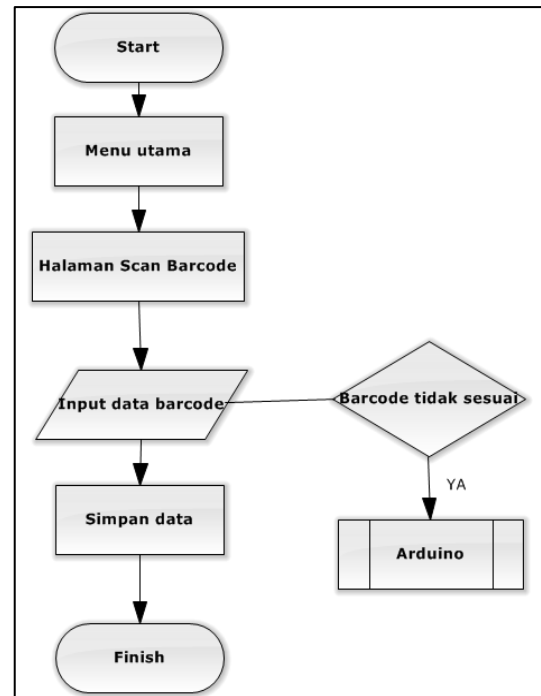 Start
Menu utama
Halaman Scan Barcode
Input data barcode
Barcode tidak sesuai
YA
Simpan data
Arduino
Finish